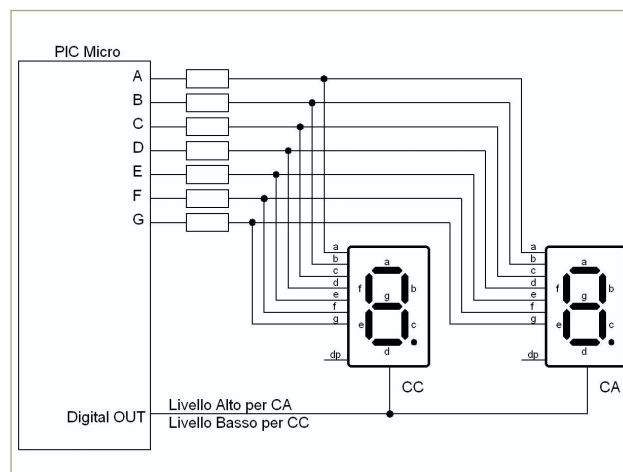 PIC Micro
A
B
C
D
E
F
G
a
b
c
d
e
f
g
dp
a
f
b
g
e
c
d
CC
a
b
c
d
e
f
g
dp
a
f
b
g
e
c
d
CA
Digital OUT
Livello Alto per CA
Livello Basso per CC